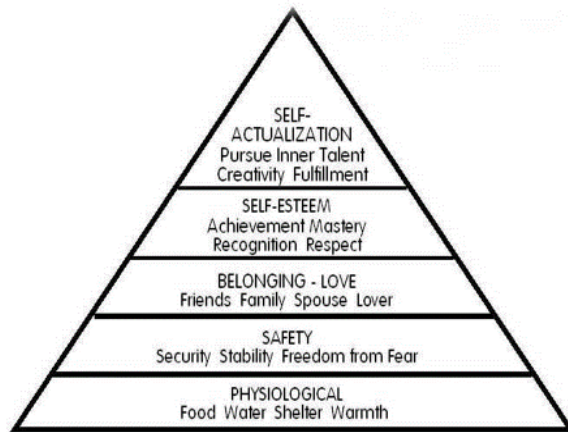 SELF-
ACTUALIZATION
Pursue Inner Talent
Creativity Fulfillment
SELF-ESTEEM
Achievement Mastery
Recognition Respect
BELONGING - LOVE
Friends Family Spouse Lover
SAFETY
Security Stability Freedom from Fear
PHYSIOLOGICAL
Food Water Shelter Warmth